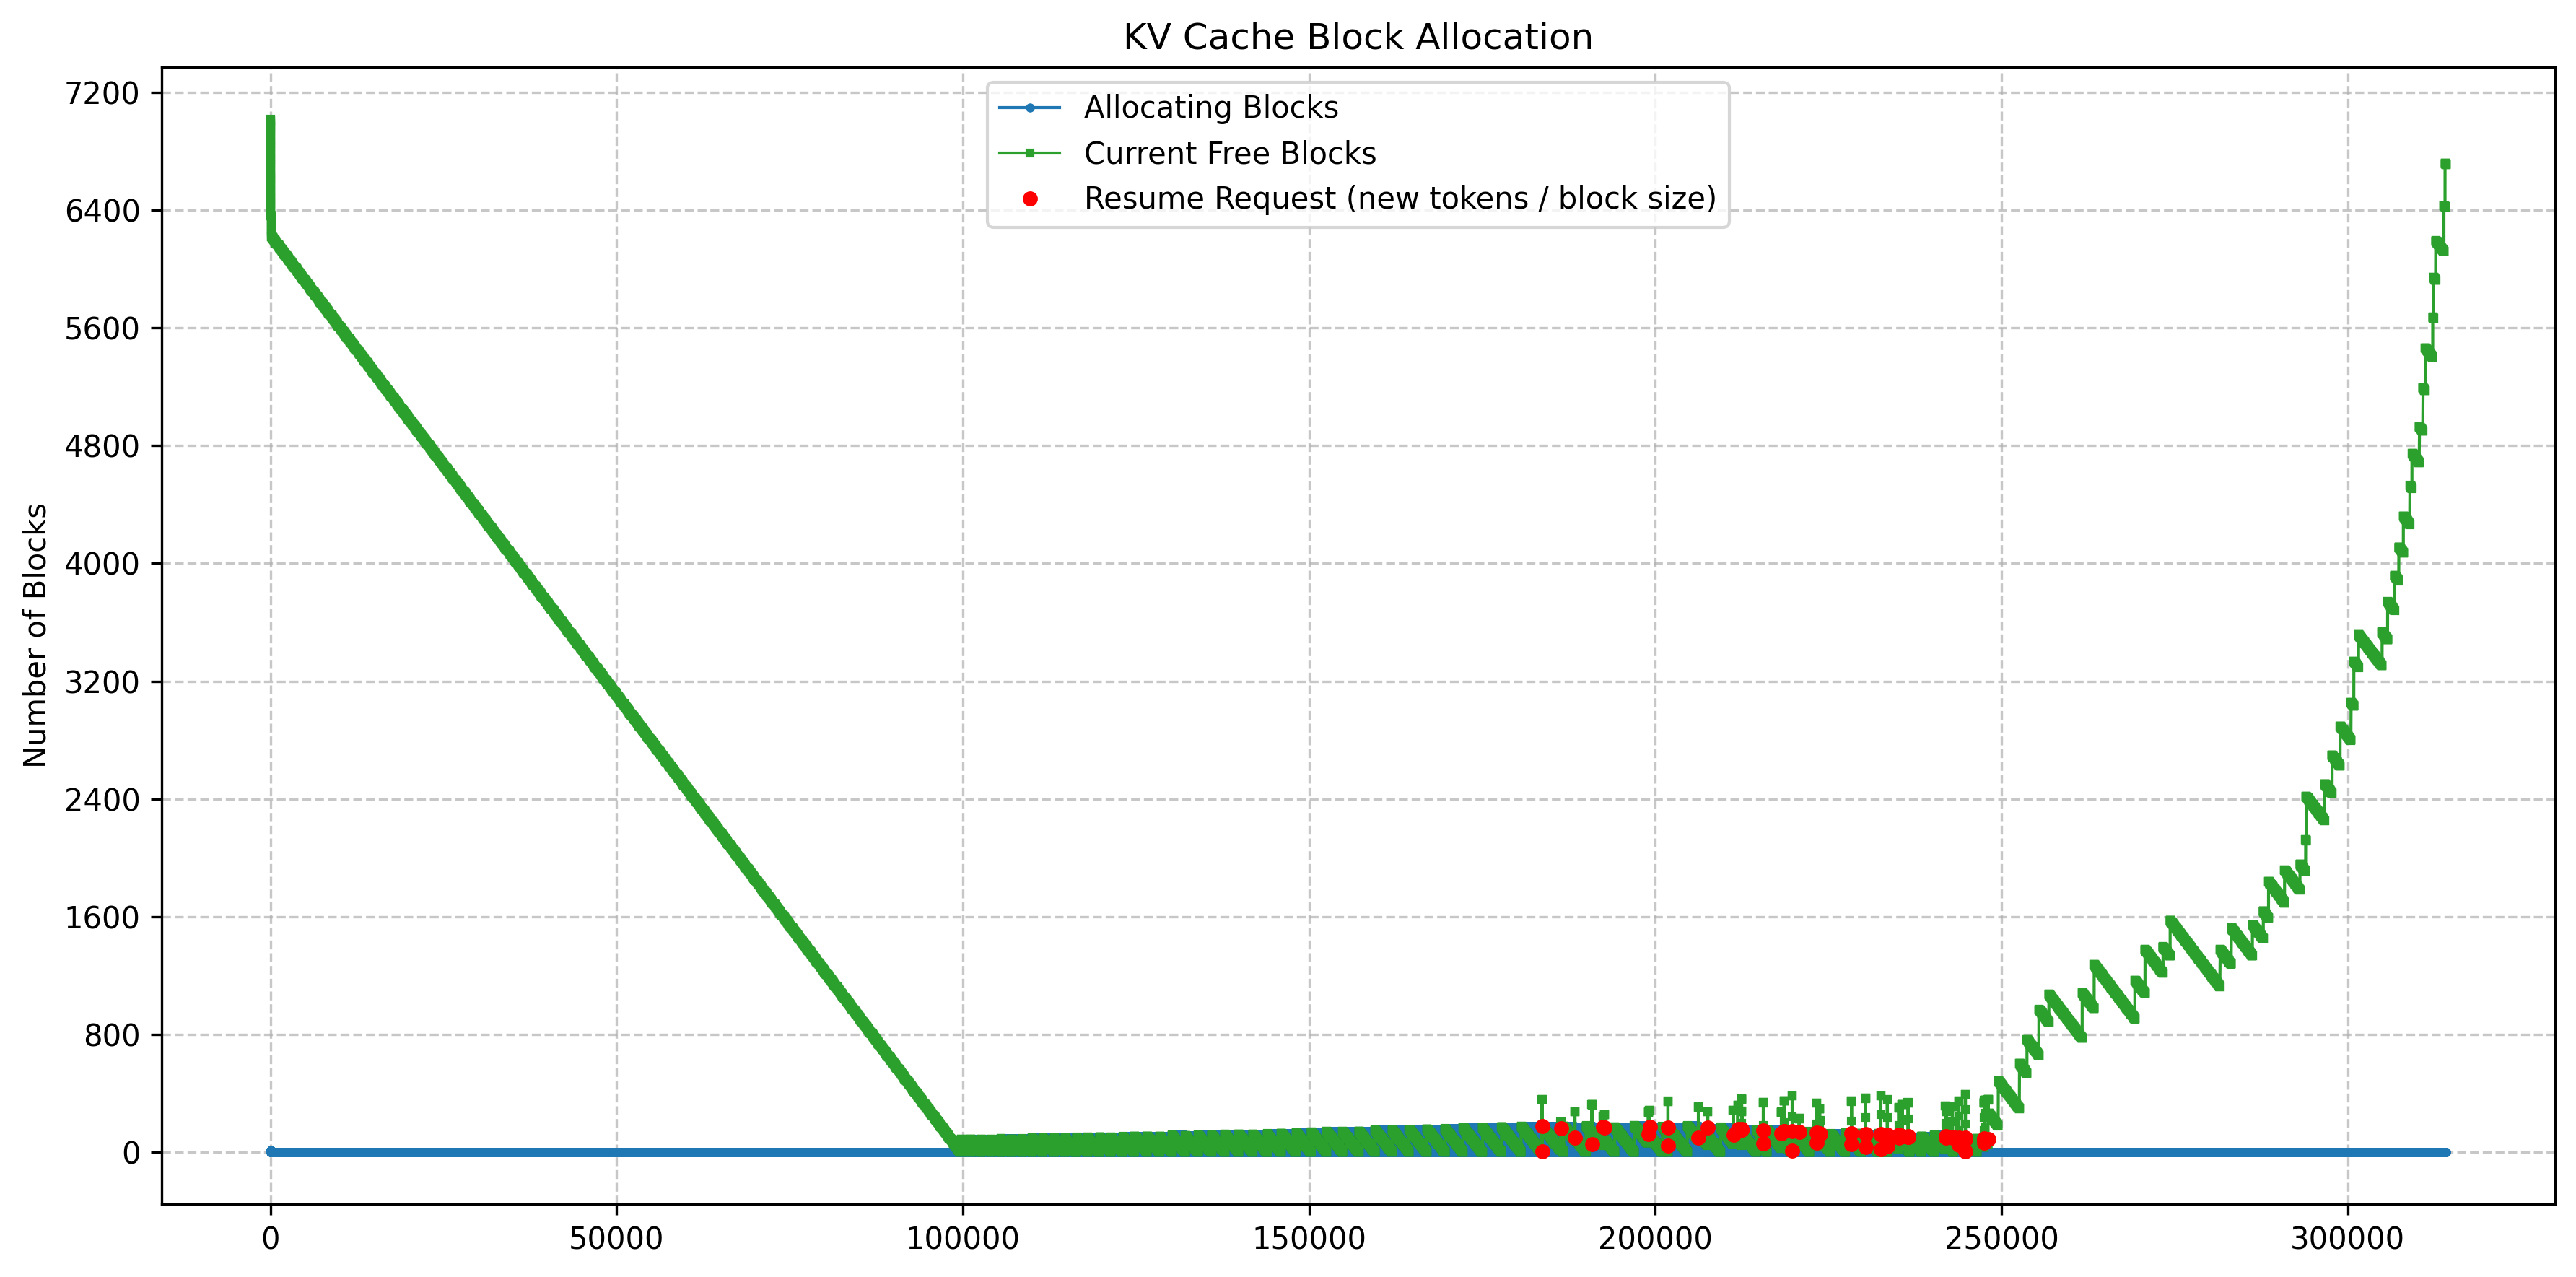 KV Cache Block Allocation
Allocating Blocks
Current Free Blocks
Resume Request (new tokens / block size)
Number of Blocks
7200
6400
5600
4800
4000
3200
2400
1600
800
0
0 50000 100000 150000 200000 250000 300000